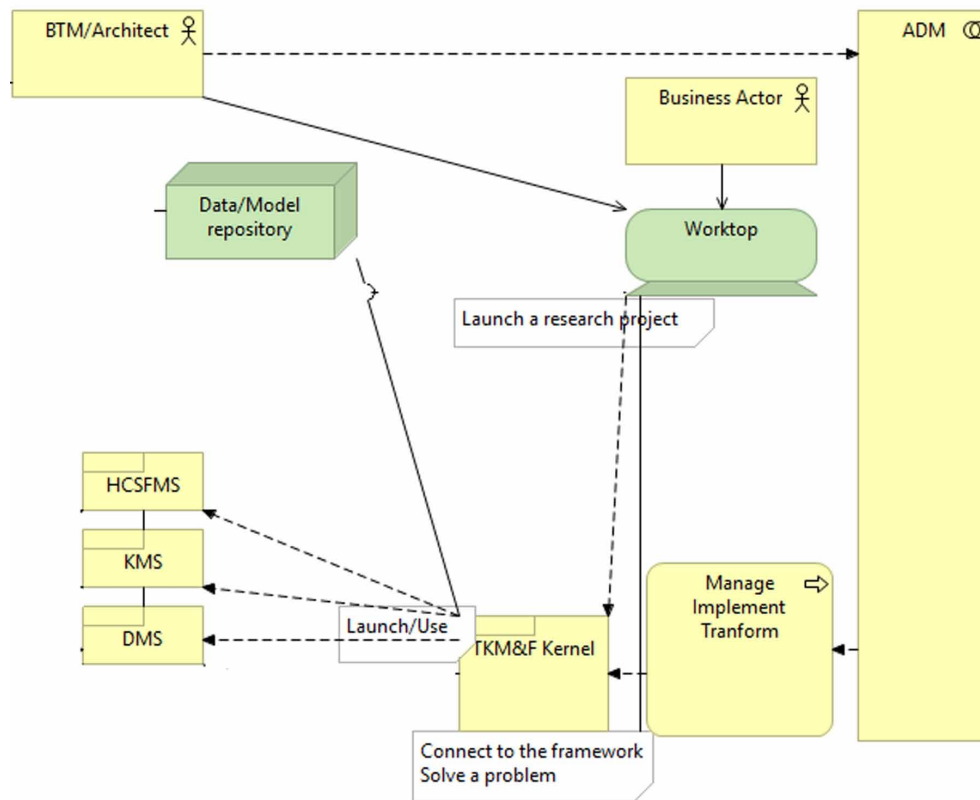 BTM/Architect
ADM
Business Actor
Data/Model
repository
Worktop
Launch a research project
HCSFMS
KMS
DMS
Launch/Use
TKM&F Kernel
Manage
Implement
Tranform
Connect to the framework
Solve a problem